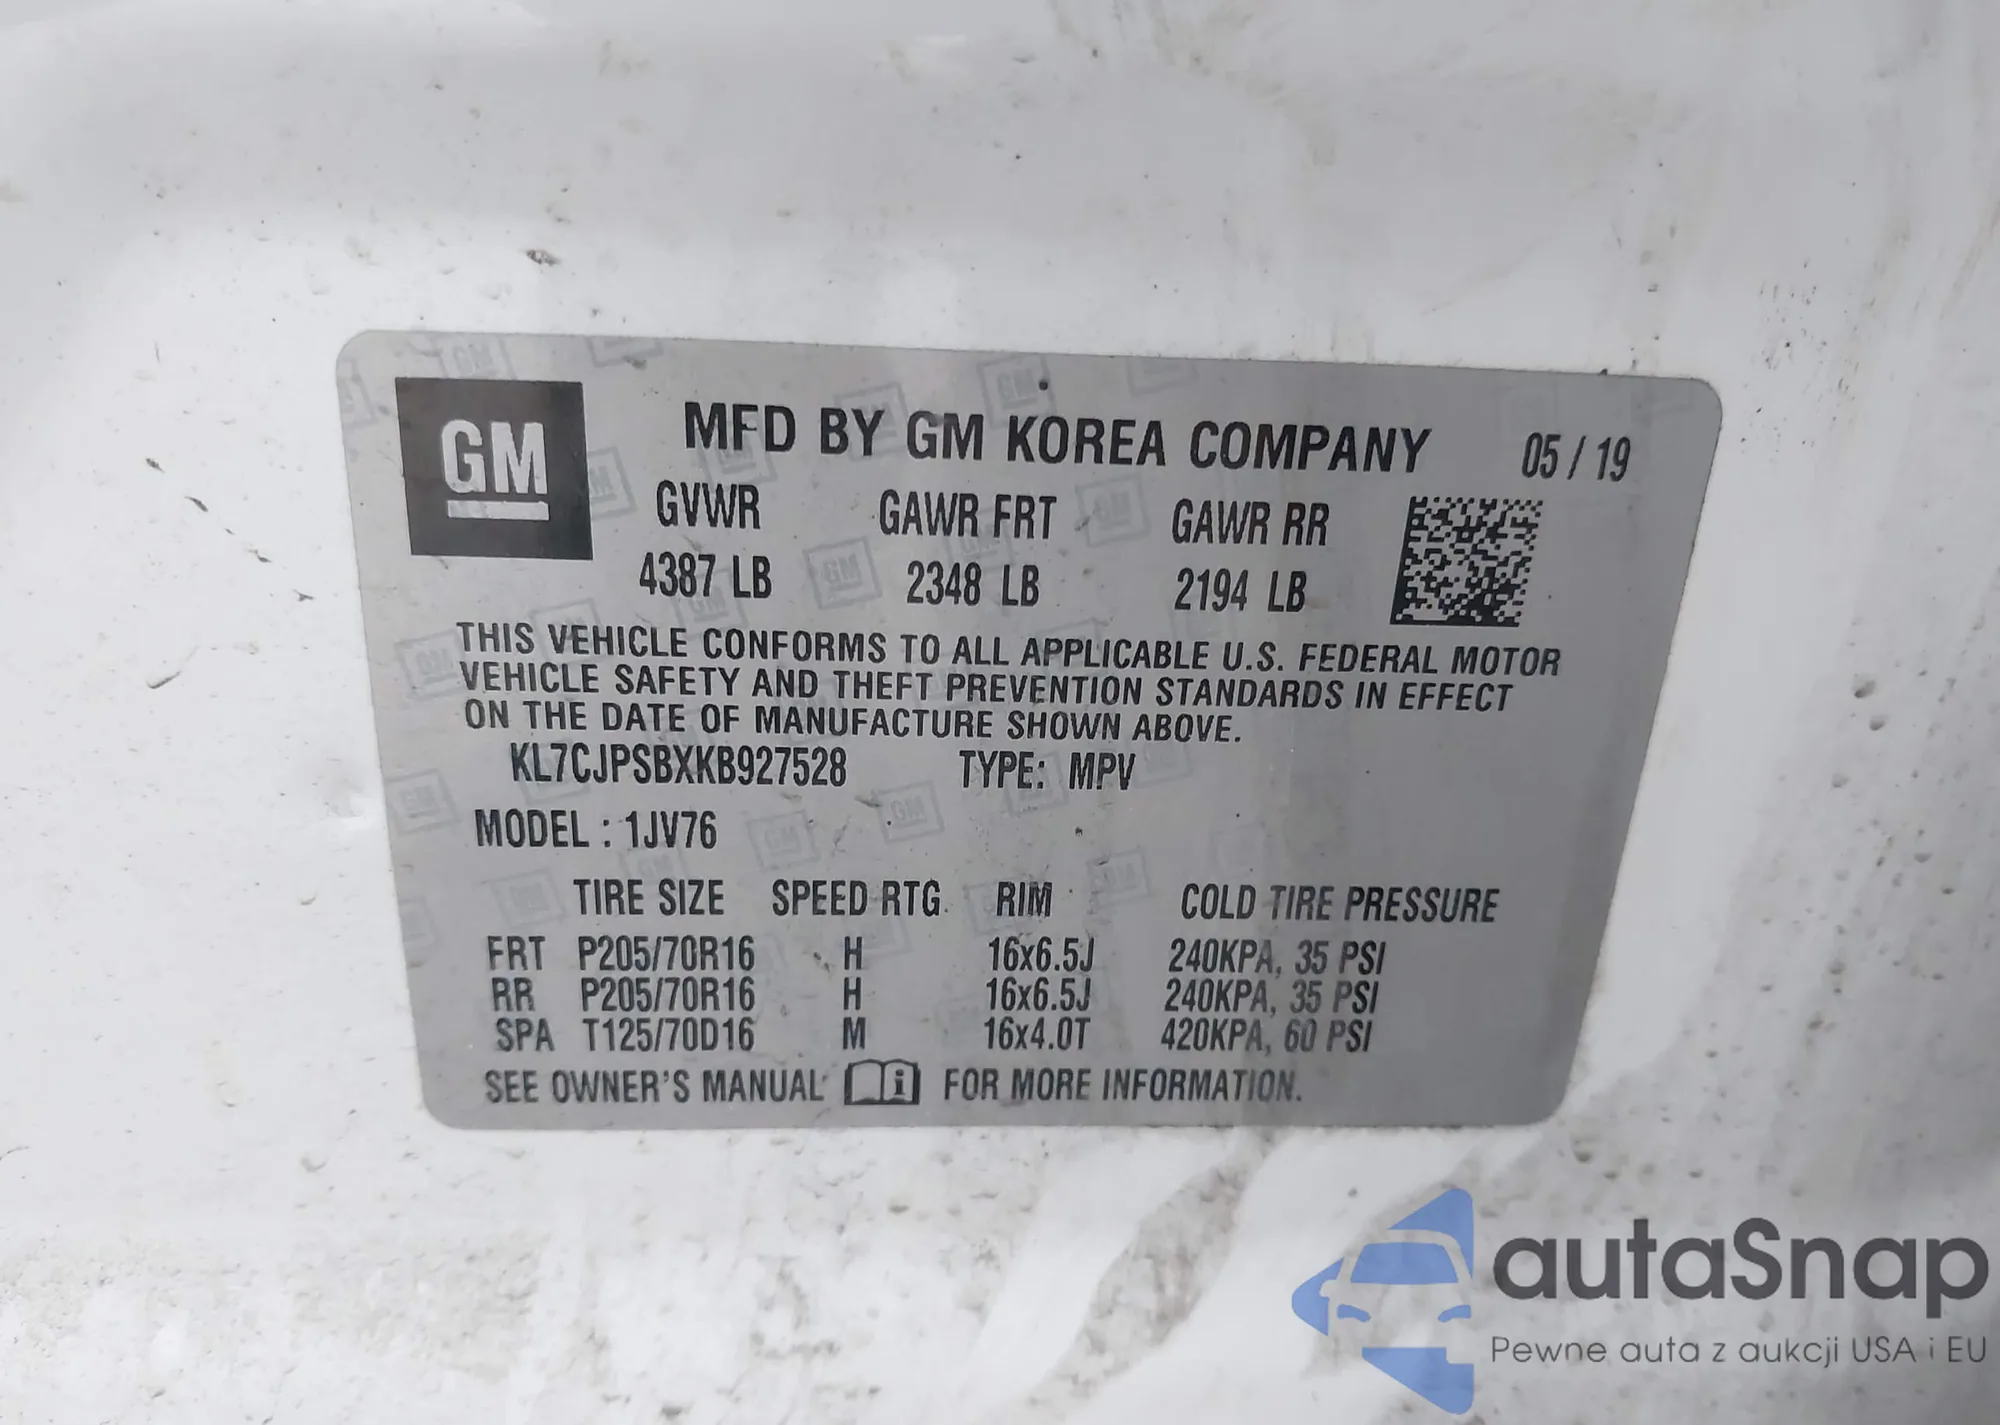 GM
MFD BY GM KOREA COMPANY 05 / 19
GVWR GAWR FRT GAWR RR
4387 LB 2348 LB 2194 LB
THIS VEHICLE CONFORMS TO ALL APPLICABLE U.S. FEDERAL MOTOR
VEHICLE SAFETY AND THEFT PREVENTION STANDARDS IN EFFECT
ON THE DATE OF MANUFACTURE SHOWN ABOVE.
KL7CJPSBXKB927528 TYPE: MPV
MODEL : 1JV76
TIRE SIZE SPEED RTG. RIM COLD TIRE PRESSURE
FRT P205/70R16 H 16x6.5J 240KPA, 35 PSI
RR P205/70R16 H 16x6.5J 240KPA, 35 PSI
SPA T125/70D16 M 16x4.0T 420KPA, 60 PSI
SEE OWNER'S MANUAL i FOR MORE INFORMATION.
autaSnap
Pewne auta z aukcji USA i EU